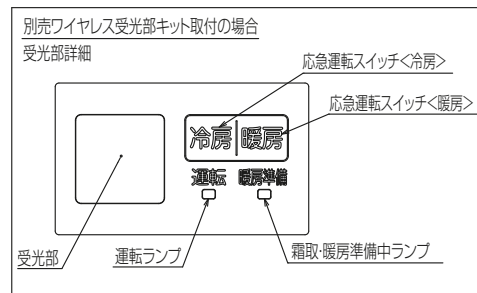 別売ワイヤレス受光部キット取付の場合
受光部詳細
応急運転スイッチ<冷房>
応急運転スイッチ<暖房>
冷房 暖房
運転 暖房準備
受光部
運転ランプ
霜取・暖房準備中ランプ